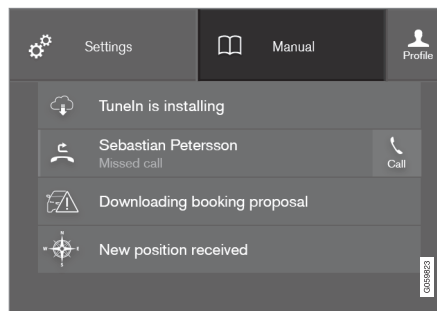 Settings
Manual
Profile
TuneIn is installing
Sebastian Petersson
Missed call
Call
Downloading booking proposal
New position received
G059823